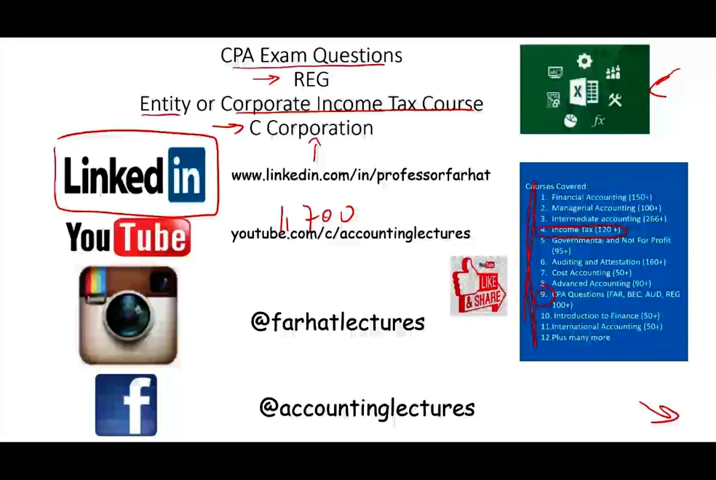 CPA Exam Questions
REG
Entity or Corporate Income Tax Course
C Corporation
Linked in
www.linkedin.com/in/professorfarhat
1,700
YouTube
youtube.com/c/accountinglectures
@farhatlectures
@accountinglectures
f
X
fx
Courses Covered:
1. Financial Accounting (150+)
2. Managerial Accounting (100+)
3. Intermediate accounting (266+)
4. Income Tax (120 +)
5 Governmental and Not For Profit
(95+)
6. Auditing and Attestation (160+)
7. Cost Accounting (50+)
8. Advanced Accounting (90+)
9. CPA Questions (FAR, BEC, AUD, REG
100+)
10. Introduction to Finance (50+)
11.International Accounting (50+)
12.Plus many more
YouTube
LIKE
& SHARE